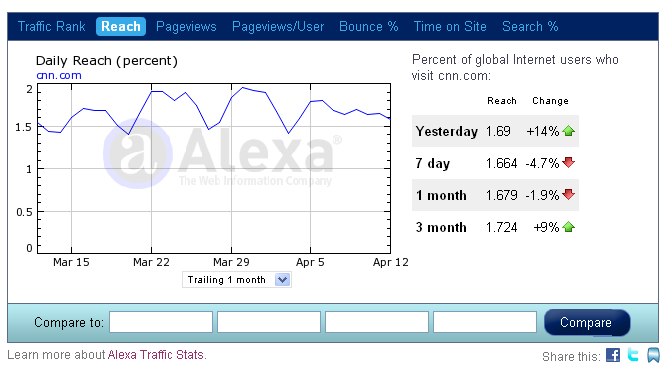 Traffic Rank Reach Pageviews Pageviews/User Bounce % Time on Site Search %
Daily Reach (percent)
cnn.com
2
1.5
1
0.5
0
Alexa®
The Web Information Company
a
Mar 15 Mar 22 Mar 29 Apr 5 Apr 12
Trailing 1 month
Percent of global Internet users who
visit cnn.com:
Reach Change
Yesterday 1.69 +14%
7 day 1.664 -4.7%
1 month 1.679 -1.9%
3 month 1.724 +9%
Compare to: Compare
Learn more about Alexa Traffic Stats. Share this: f t